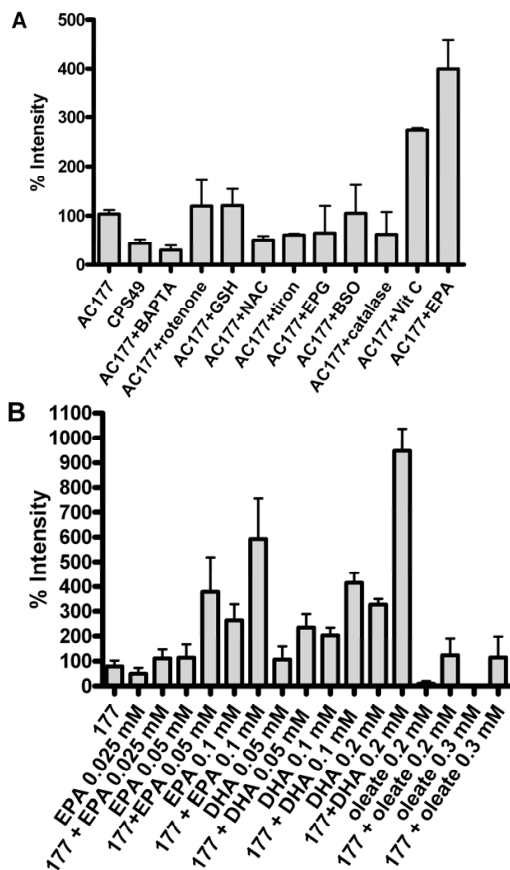 A
% Intensity
500
400
300
200
100
0
AC177
CPS49
AC177+BAPTA
AC177+rotenone
AC177+GSH
AC177+NAC
AC177+tiron
AC177+EPG
AC177+BSO
AC177+catalase
AC177+Vit C
AC177+EPA
B
% Intensity
1100
1000
900
800
700
600
500
400
300
200
100
0
177
EPA 0.025 mM
177 + EPA 0.025 mM
EPA 0.05 mM
177+EPA 0.05 mM
EPA 0.1 mM
177 + EPA 0.1 mM
DHA 0.05 mM
177 + DHA 0.05 mM
DHA 0.1 mM
177 + DHA 0.1 mM
DHA 0.2 mM
177+DHA 0.2 mM
oleate 0.2 mM
177 + oleate 0.2 mM
oleate 0.3 mM
177 + oleate 0.3 mM